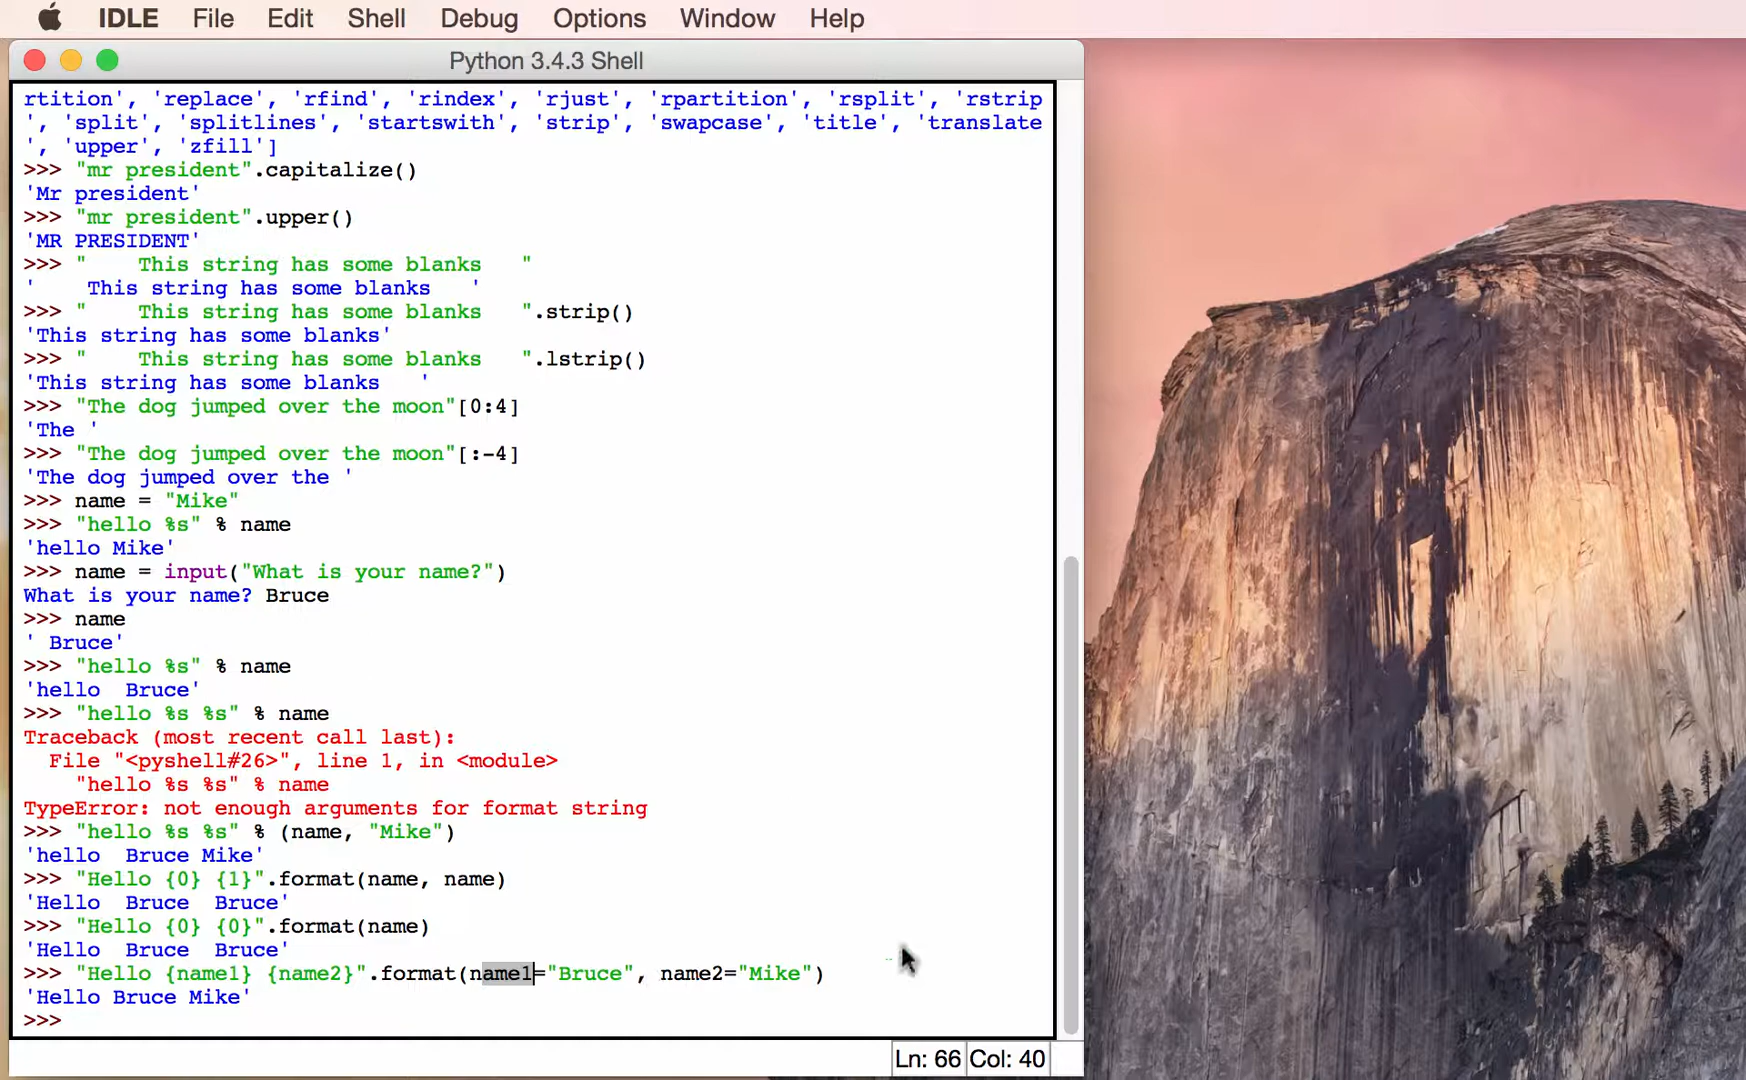 IDLE File Edit Shell Debug Options Window Help
Python 3.4.3 Shell
rtition', 'replace', 'rfind', 'rindex', 'rjust', 'rpartition', 'rsplit', 'rstrip
', 'split', 'splitlines', 'startswith', 'strip', 'swapcase', 'title', 'translate
', 'upper', 'zfill']
>>> "mr president".capitalize()
'Mr president'
>>> "mr president".upper()
'MR PRESIDENT'
>>> "    This string has some blanks   "
'    This string has some blanks   '
>>> "    This string has some blanks   ".strip()
'This string has some blanks'
>>> "    This string has some blanks   ".lstrip()
'This string has some blanks   '
>>> "The dog jumped over the moon"[0:4]
'The '
>>> "The dog jumped over the moon"[:-4]
'The dog jumped over the '
>>> name = "Mike"
>>> "hello %s" % name
'hello Mike'
>>> name = input("What is your name?")
What is your name? Bruce
>>> name
' Bruce'
>>> "hello %s" % name
'hello  Bruce'
>>> "hello %s %s" % name
Traceback (most recent call last):
  File "<pyshell#26>", line 1, in <module>
    "hello %s %s" % name
TypeError: not enough arguments for format string
>>> "hello %s %s" % (name, "Mike")
'hello  Bruce Mike'
>>> "Hello {0} {1}".format(name, name)
'Hello  Bruce  Bruce'
>>> "Hello {0} {0}".format(name)
'Hello  Bruce  Bruce'
>>> "Hello {name1} {name2}".format(name1="Bruce", name2="Mike")
'Hello Bruce Mike'
>>>
Ln: 66 Col: 40